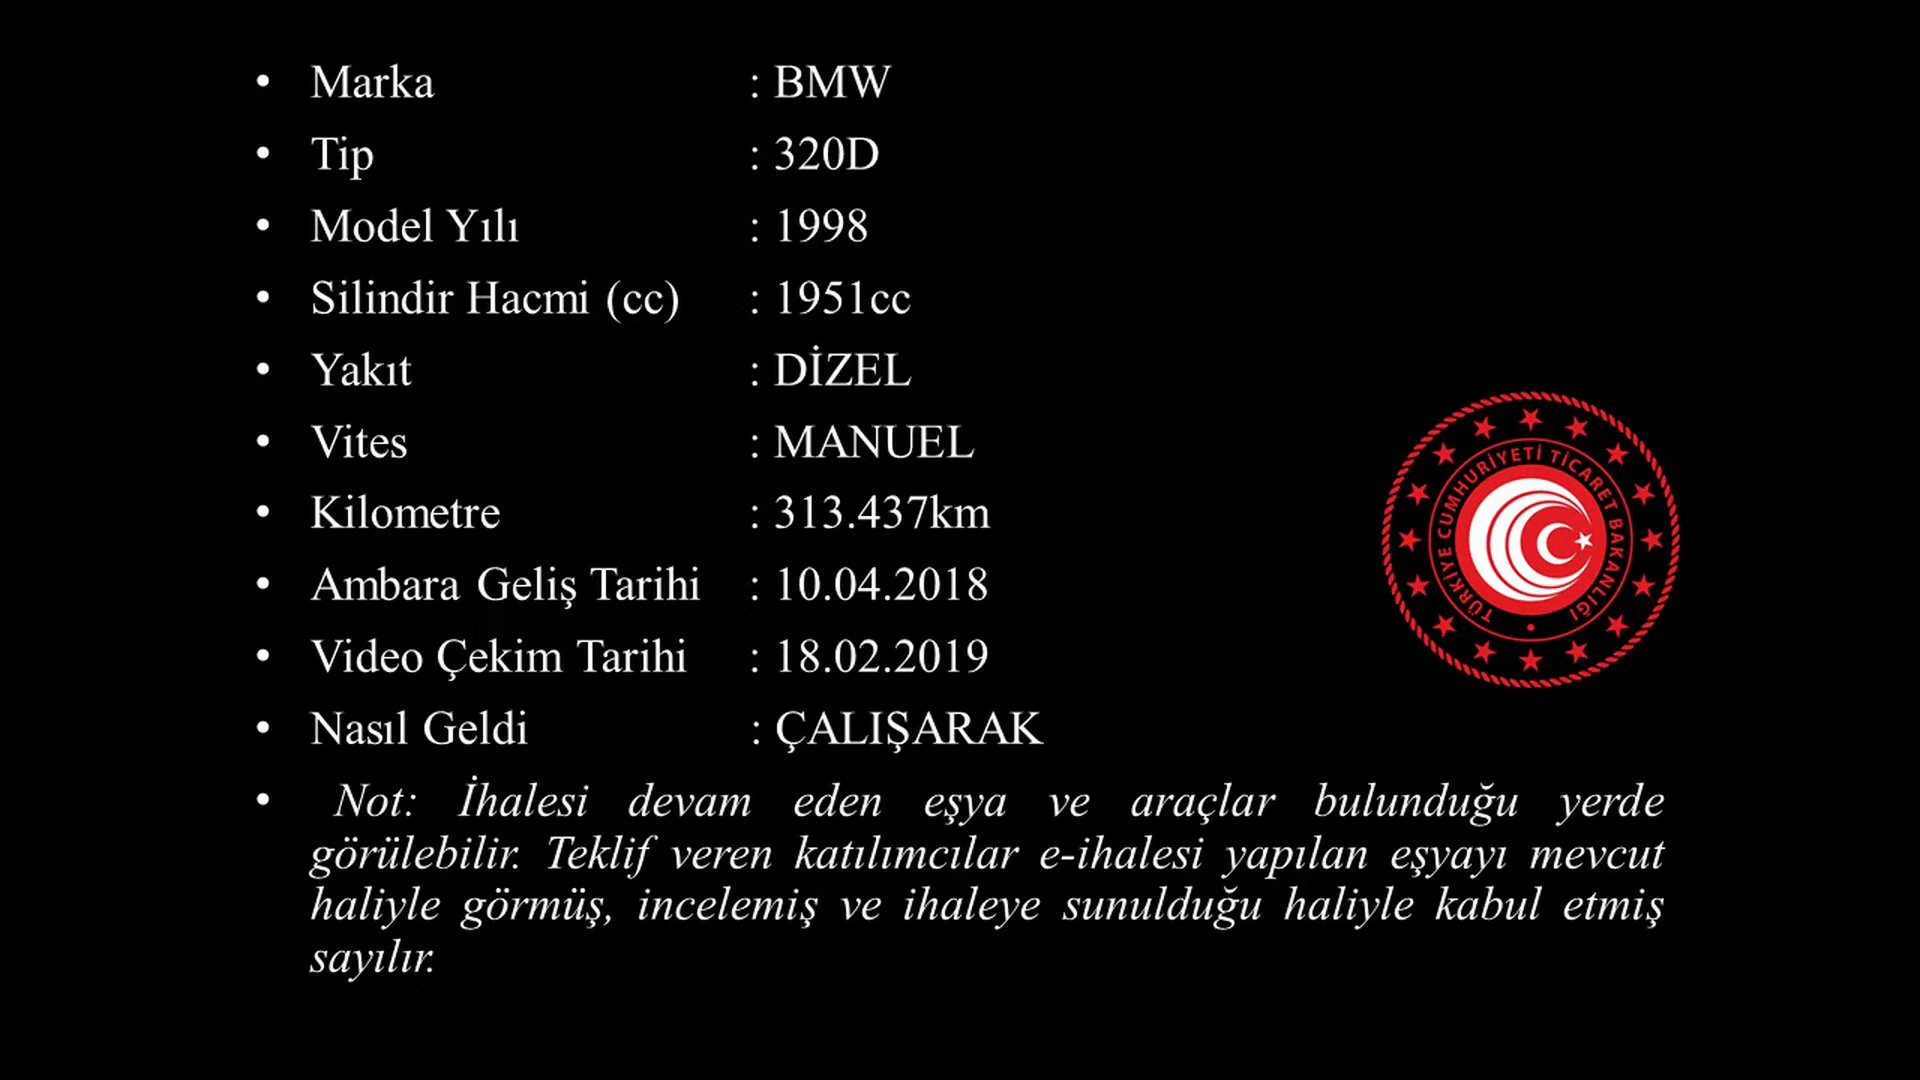 • Marka : BMW
• Tip : 320D
• Model Yılı : 1998
• Silindir Hacmi (cc) : 1951cc
• Yakıt : DİZEL
• Vites : MANUEL
• Kilometre : 313.437km
• Ambara Geliş Tarihi : 10.04.2018
• Video Çekim Tarihi : 18.02.2019
• Nasıl Geldi : ÇALIŞARAK
• Not: İhalesi devam eden eşya ve araçlar bulunduğu yerde
görülebilir. Teklif veren katılımcılar e-ihalesi yapılan eşyayı mevcut
haliyle görmüş, incelemiş ve ihaleye sunulduğu haliyle kabul etmiş
sayılır.
TÜRKİYE CUMHURİYETİ TİCARET BAKANLIĞI